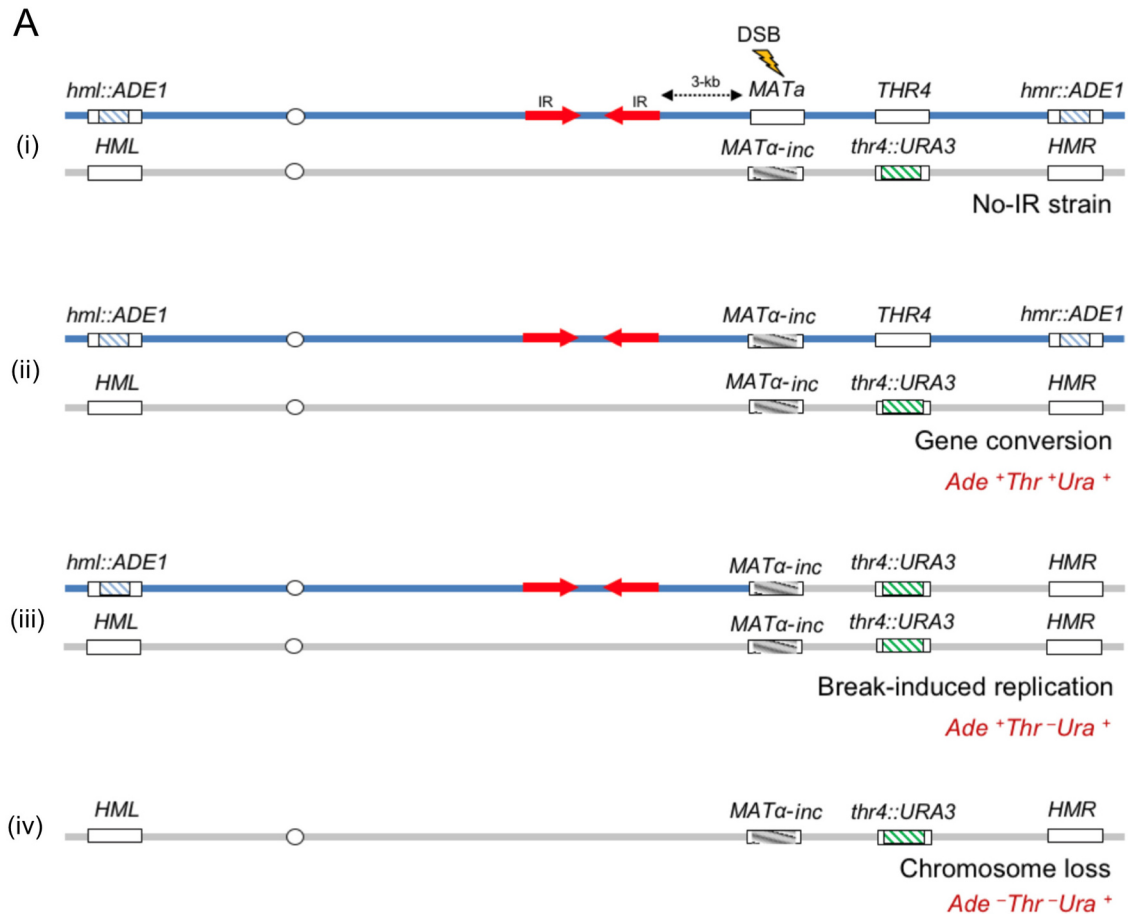 A
DSB
hml::ADE1 IR IR 3-kb MATa THR4 hmr::ADE1
(i)
HML MATα-inc thr4::URA3 HMR
No-IR strain
hml::ADE1 MATα-inc THR4 hmr::ADE1
(ii)
HML MATα-inc thr4::URA3 HMR
Gene conversion
Ade +Thr +Ura +
hml::ADE1 MATα-inc thr4::URA3 HMR
(iii)
HML MATα-inc thr4::URA3 HMR
Break-induced replication
Ade +Thr –Ura +
HML MATα-inc thr4::URA3 HMR
(iv)
Chromosome loss
Ade –Thr –Ura +